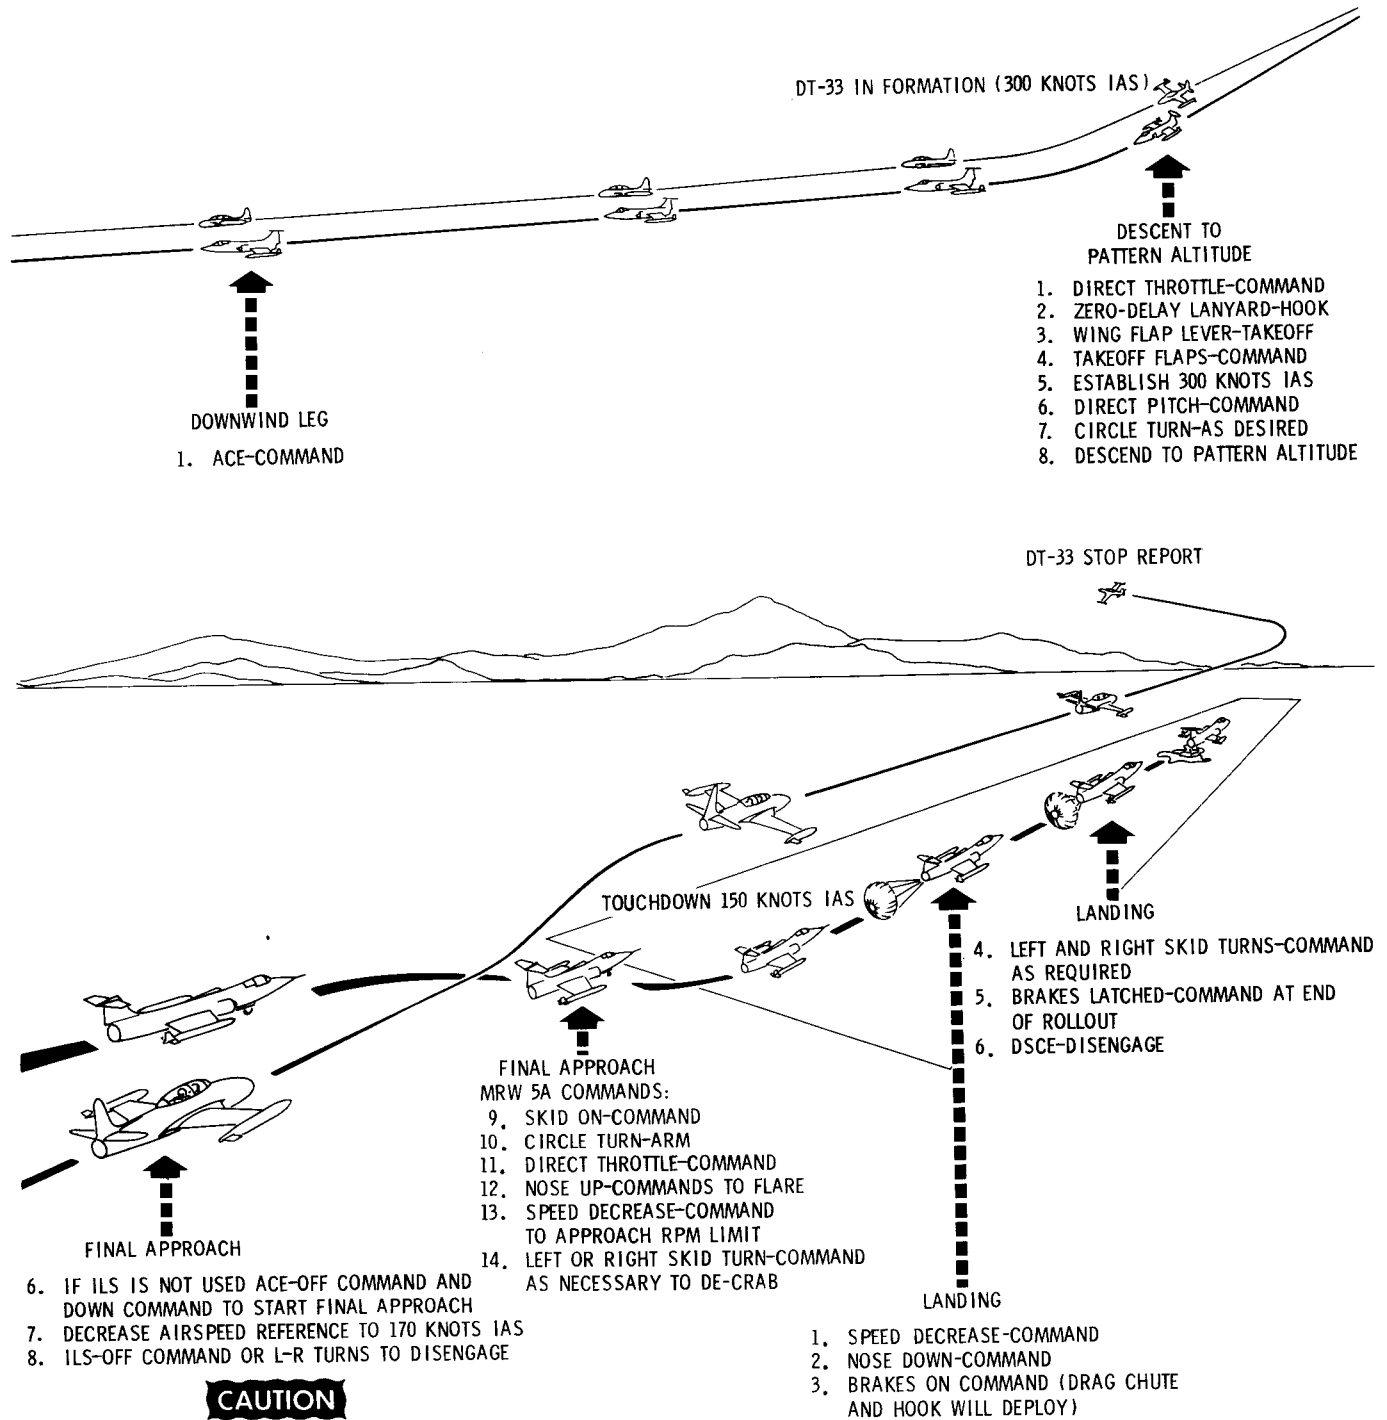 DT-33 IN FORMATION (300 KNOTS IAS)
DESCENT TO
PATTERN ALTITUDE
1. DIRECT THROTTLE-COMMAND
2. ZERO-DELAY LANYARD-HOOK
3. WING FLAP LEVER-TAKEOFF
4. TAKEOFF FLAPS-COMMAND
5. ESTABLISH 300 KNOTS IAS
6. DIRECT PITCH-COMMAND
7. CIRCLE TURN-AS DESIRED
8. DESCEND TO PATTERN ALTITUDE
DOWNWIND LEG
1. ACE-COMMAND
DT-33 STOP REPORT
TOUCHDOWN 150 KNOTS IAS
FINAL APPROACH
6. IF ILS IS NOT USED ACE-OFF COMMAND AND
DOWN COMMAND TO START FINAL APPROACH
7. DECREASE AIRSPEED REFERENCE TO 170 KNOTS IAS
8. ILS-OFF COMMAND OR L-R TURNS TO DISENGAGE
CAUTION
FINAL APPROACH
MRW 5A COMMANDS:
9. SKID ON-COMMAND
10. CIRCLE TURN-ARM
11. DIRECT THROTTLE-COMMAND
12. NOSE UP-COMMANDS TO FLARE
13. SPEED DECREASE-COMMAND
TO APPROACH RPM LIMIT
14. LEFT OR RIGHT SKID TURN-COMMAND
AS NECESSARY TO DE-CRAB
LANDING
1. SPEED DECREASE-COMMAND
2. NOSE DOWN-COMMAND
3. BRAKES ON COMMAND (DRAG CHUTE
AND HOOK WILL DEPLOY)
LANDING
4. LEFT AND RIGHT SKID TURNS-COMMAND
AS REQUIRED
5. BRAKES LATCHED-COMMAND AT END
OF ROLLOUT
6. DSCE-DISENGAGE